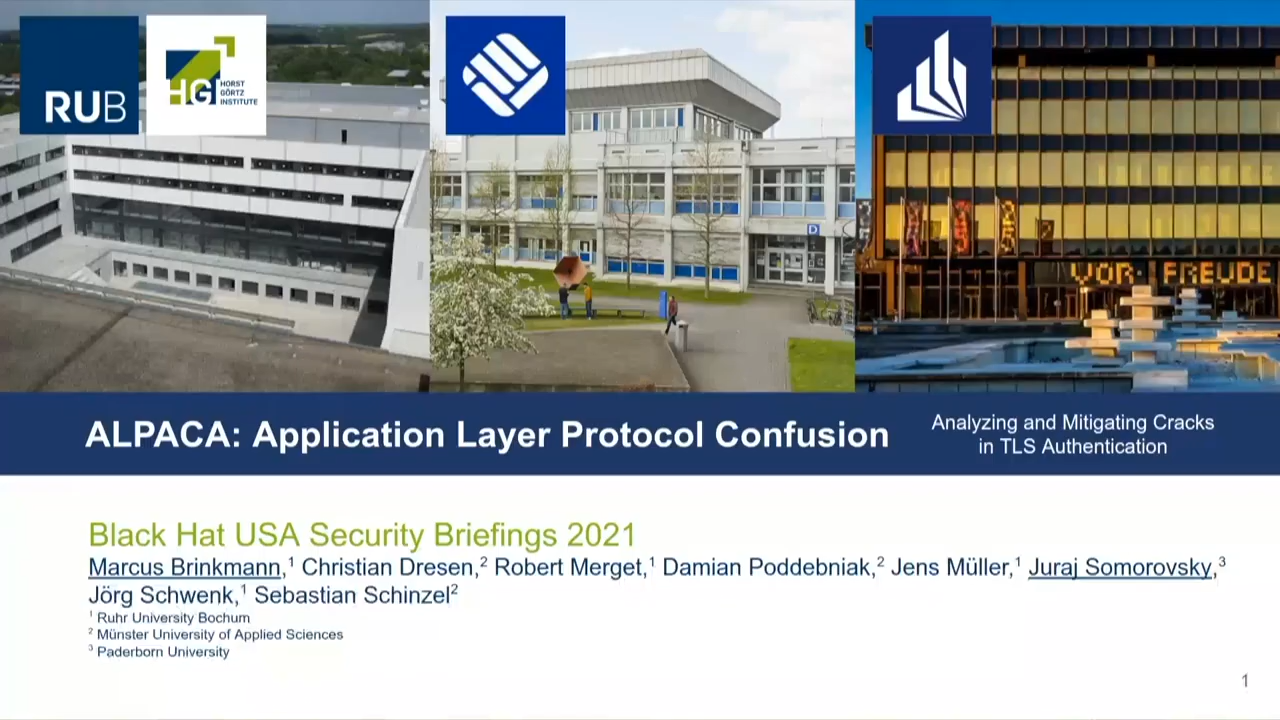 RUB
HG HORST
GÖRTZ
INSTITUTE
D
VOR FREUDE
ALPACA: Application Layer Protocol Confusion
Analyzing and Mitigating Cracks
in TLS Authentication
Black Hat USA Security Briefings 2021
Marcus Brinkmann,¹ Christian Dresen,² Robert Merget,¹ Damian Poddebniak,² Jens Müller,¹ Juraj Somorovsky,³
Jörg Schwenk,¹ Sebastian Schinzel²
¹ Ruhr University Bochum
² Münster University of Applied Sciences
³ Paderborn University
1